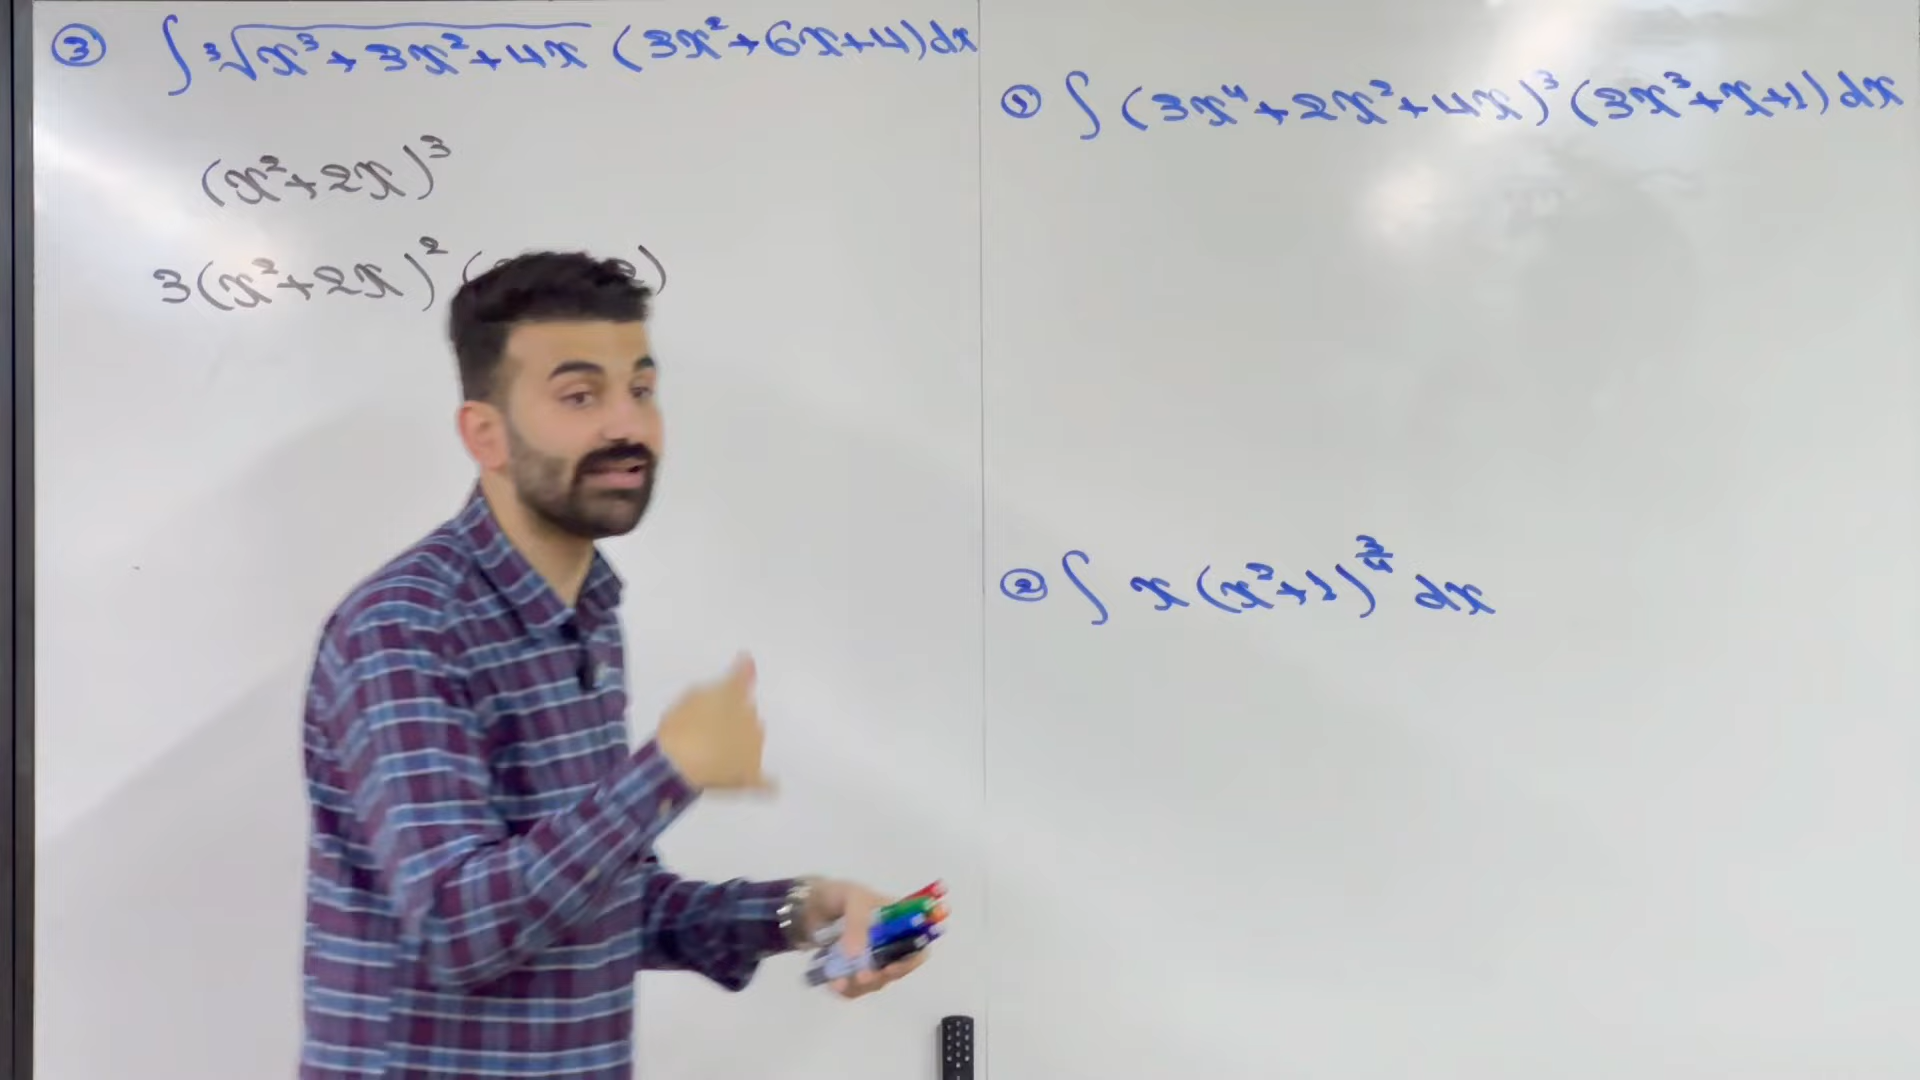 ③ ∫ ∛(x³+3x²+4x) (3x²+6x+4)dx
(x²+2x)³
3(x²+2x)² ( 2)
① ∫ (3x⁴+2x²+4x)³ (3x³+x+1)dx
② ∫ x(x²+1)^(3/4) dx